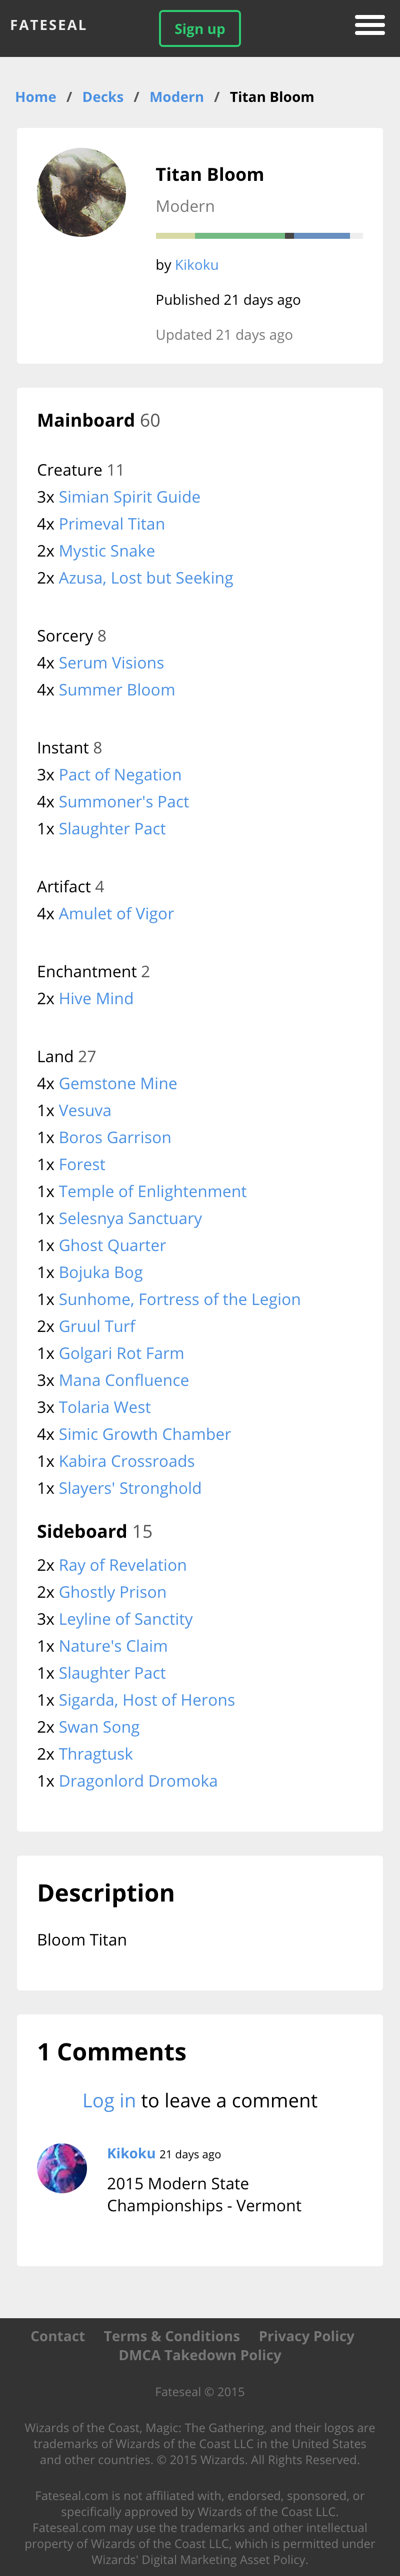 FATESEAL
Sign up
Home / Decks / Modern / Titan Bloom
Titan Bloom
Modern
by Kikoku
Published 21 days ago
Updated 21 days ago
Mainboard 60
Creature 11
3x Simian Spirit Guide
4x Primeval Titan
2x Mystic Snake
2x Azusa, Lost but Seeking
Sorcery 8
4x Serum Visions
4x Summer Bloom
Instant 8
3x Pact of Negation
4x Summoner's Pact
1x Slaughter Pact
Artifact 4
4x Amulet of Vigor
Enchantment 2
2x Hive Mind
Land 27
4x Gemstone Mine
1x Vesuva
1x Boros Garrison
1x Forest
1x Temple of Enlightenment
1x Selesnya Sanctuary
1x Ghost Quarter
1x Bojuka Bog
1x Sunhome, Fortress of the Legion
2x Gruul Turf
1x Golgari Rot Farm
3x Mana Confluence
3x Tolaria West
4x Simic Growth Chamber
1x Kabira Crossroads
1x Slayers' Stronghold
Sideboard 15
2x Ray of Revelation
2x Ghostly Prison
3x Leyline of Sanctity
1x Nature's Claim
1x Slaughter Pact
1x Sigarda, Host of Herons
2x Swan Song
2x Thragtusk
1x Dragonlord Dromoka
Description
Bloom Titan
1 Comments
Log in to leave a comment
Kikoku 21 days ago
2015 Modern State
Championships - Vermont
Contact Terms & Conditions Privacy Policy
DMCA Takedown Policy
Fateseal © 2015
Wizards of the Coast, Magic: The Gathering, and their logos are
trademarks of Wizards of the Coast LLC in the United States
and other countries. © 2015 Wizards. All Rights Reserved.
Fateseal.com is not affiliated with, endorsed, sponsored, or
specifically approved by Wizards of the Coast LLC.
Fateseal.com may use the trademarks and other intellectual
property of Wizards of the Coast LLC, which is permitted under
Wizards' Digital Marketing Asset Policy.